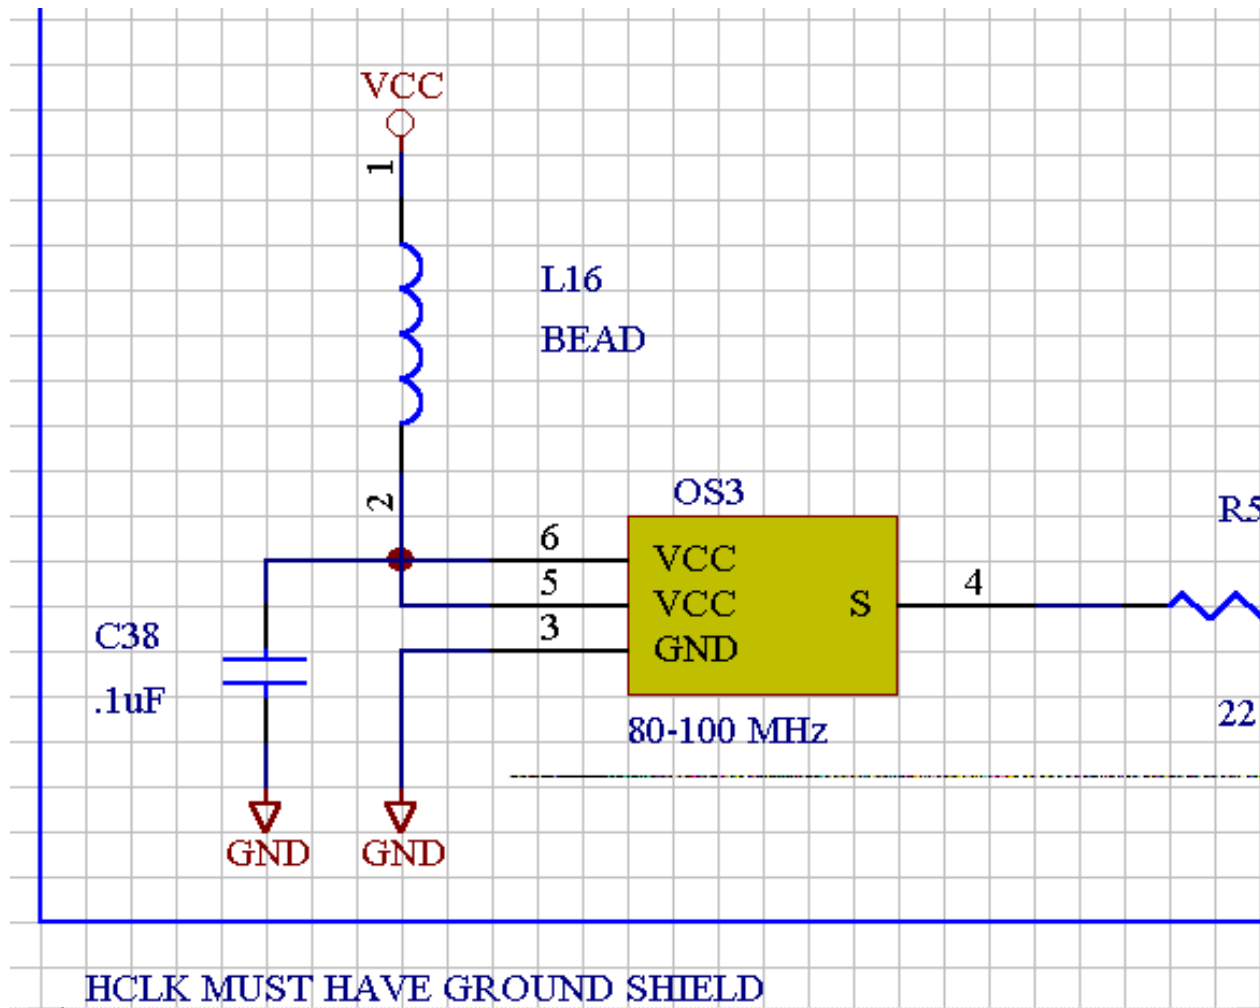 VCC
1
L16
BEAD
2
OS3
R5
6
VCC
5
VCC
S
4
3
GND
C38
.1uF
22
80-100 MHz
GND
GND
HCLK MUST HAVE GROUND SHIELD